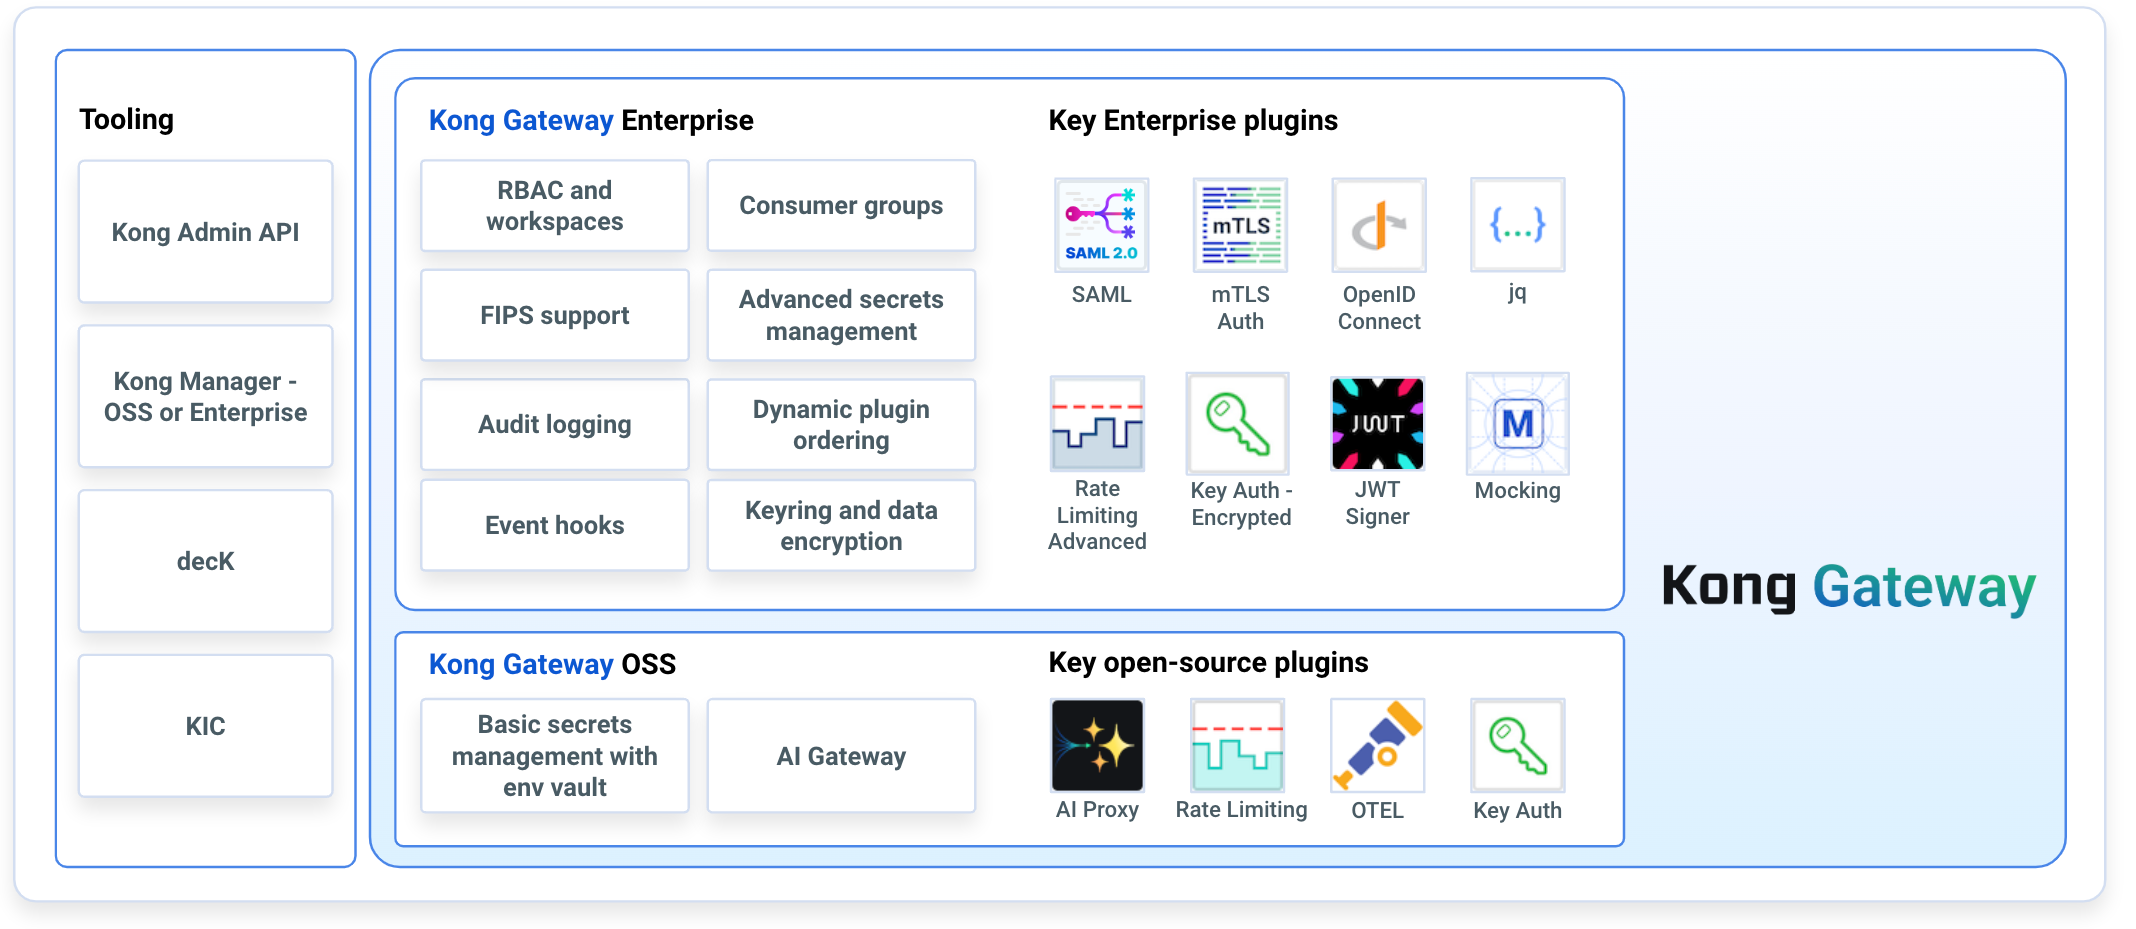 Tooling
Kong Admin API
Kong Manager -
OSS or Enterprise
decK
KIC
Kong Gateway Enterprise
RBAC and
workspaces
Consumer groups
FIPS support
Advanced secrets
management
Audit logging
Dynamic plugin
ordering
Event hooks
Keyring and data
encryption
Key Enterprise plugins
SAML 2.0
SAML
mTLS
mTLS
Auth
OpenID
Connect
{...}
jq
Rate
Limiting
Advanced
Key Auth -
Encrypted
JWT
JWT
Signer
M
Mocking
Kong Gateway OSS
Basic secrets
management with
env vault
AI Gateway
Key open-source plugins
AI Proxy
Rate Limiting
OTEL
Key Auth
Kong Gateway